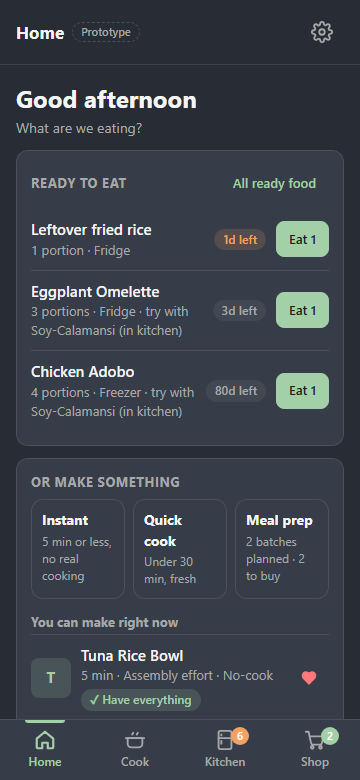 Home Prototype
Good afternoon
What are we eating?
READY TO EAT All ready food
Leftover fried rice
1 portion · Fridge
1d left
Eat 1
Eggplant Omelette
3 portions · Fridge · try with
Soy-Calamansi (in kitchen)
3d left
Eat 1
Chicken Adobo
4 portions · Freezer · try with
Soy-Calamansi (in kitchen)
80d left
Eat 1
OR MAKE SOMETHING
Instant
5 min or less,
no real
cooking
Quick
cook
Under 30
min, fresh
Meal prep
2 batches
planned · 2
to buy
You can make right now
T
Tuna Rice Bowl
5 min · Assembly effort · No-cook
✓ Have everything
Home
Cook
6
Kitchen
2
Shop